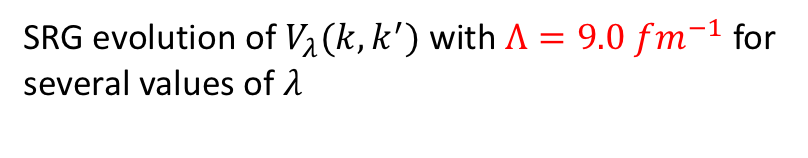 SRG evolution of V_λ(k, k′) with Λ = 9.0 fm⁻¹ for
several values of λ